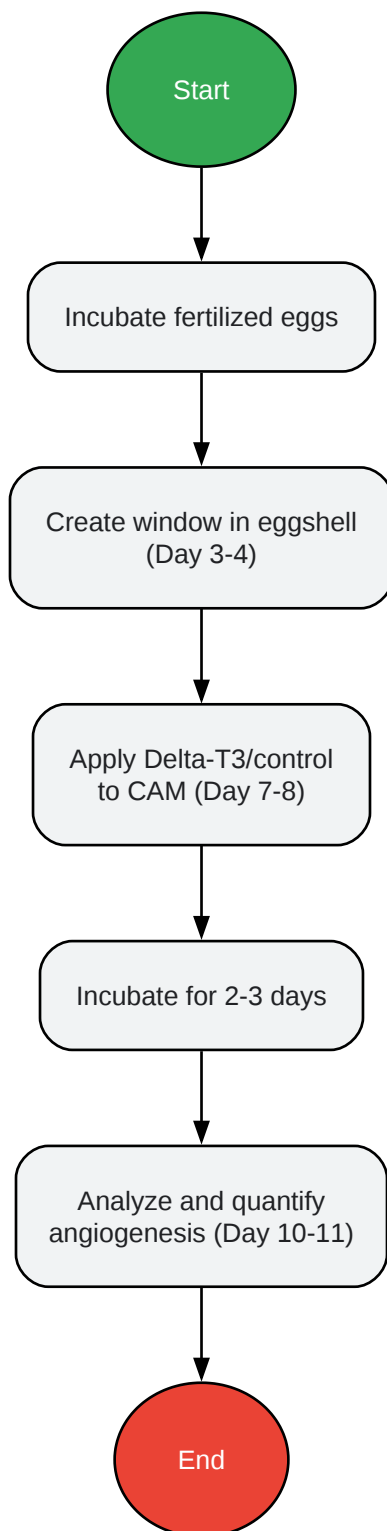 Start
Incubate fertilized eggs
Create window in eggshell
(Day 3-4)
Apply Delta-T3/control
to CAM (Day 7-8)
Incubate for 2-3 days
Analyze and quantify
angiogenesis (Day 10-11)
End